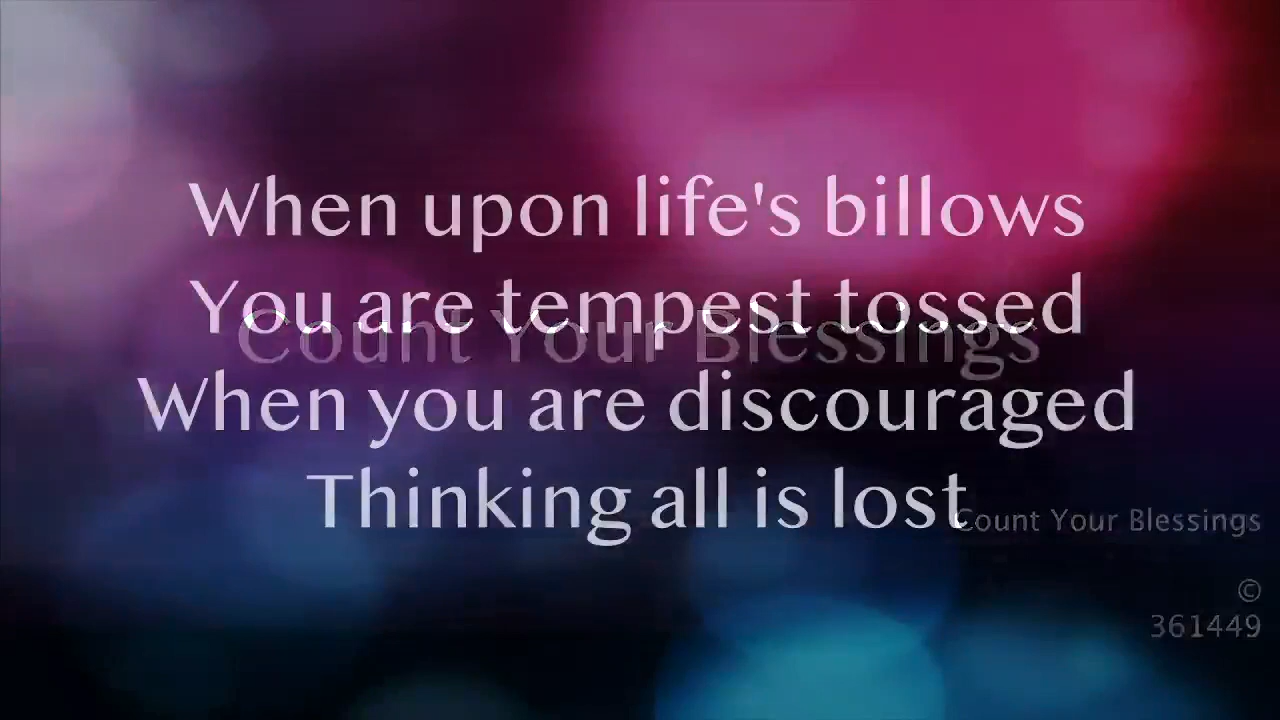 When upon life's billows
You are tempest tossed
Count Your Blessings
When you are discouraged
Thinking all is lost
Count Your Blessings
©
361449